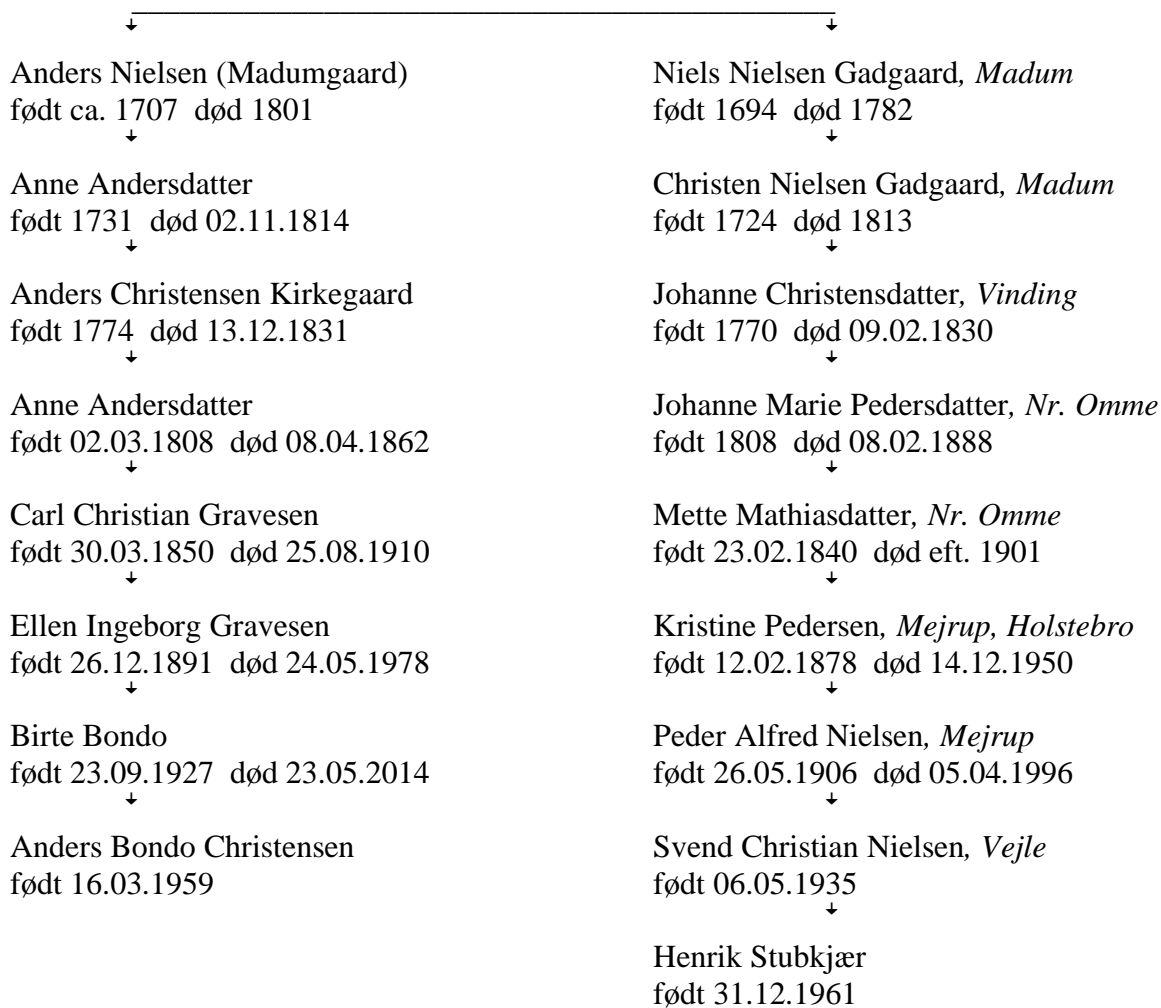 Anders Nielsen (Madumgaard)
født ca. 1707 død 1801
Anne Andersdatter
født 1731 død 02.11.1814
Anders Christensen Kirkegaard
født 1774 død 13.12.1831
Anne Andersdatter
født 02.03.1808 død 08.04.1862
Carl Christian Gravesen
født 30.03.1850 død 25.08.1910
Ellen Ingeborg Gravesen
født 26.12.1891 død 24.05.1978
Birte Bondo
født 23.09.1927 død 23.05.2014
Anders Bondo Christensen
født 16.03.1959
Niels Nielsen Gadgaard, Madum
født 1694 død 1782
Christen Nielsen Gadgaard, Madum
født 1724 død 1813
Johanne Christensdatter, Vinding
født 1770 død 09.02.1830
Johanne Marie Pedersdatter, Nr. Omme
født 1808 død 08.02.1888
Mette Mathiasdatter, Nr. Omme
født 23.02.1840 død eft. 1901
Kristine Pedersen, Mejrup, Holstebro
født 12.02.1878 død 14.12.1950
Peder Alfred Nielsen, Mejrup
født 26.05.1906 død 05.04.1996
Svend Christian Nielsen, Vejle
født 06.05.1935
Henrik Stubkjær
født 31.12.1961